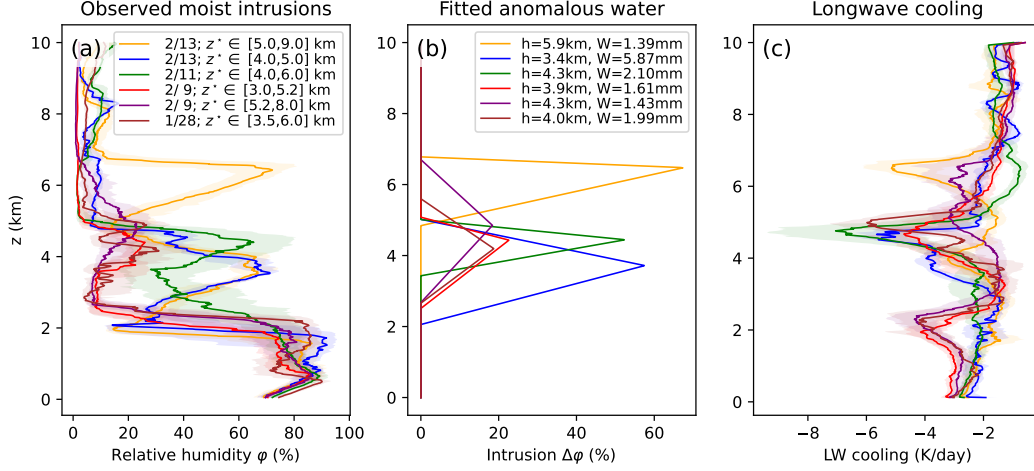 Observed moist intrusions
Fitted anomalous water
Longwave cooling
(a)
2/13; z⋆ ∈ [5.0,9.0] km
2/13; z⋆ ∈ [4.0,5.0] km
2/11; z⋆ ∈ [4.0,6.0] km
2/ 9; z⋆ ∈ [3.0,5.2] km
2/ 9; z⋆ ∈ [5.2,8.0] km
1/28; z⋆ ∈ [3.5,6.0] km
z (km)
10
8
6
4
2
0
0
20
40
60
80
100
Relative humidity φ (%)
(b)
h=5.9km, W=1.39mm
h=3.4km, W=5.87mm
h=4.3km, W=2.10mm
h=3.9km, W=1.61mm
h=4.3km, W=1.43mm
h=4.0km, W=1.99mm
10
8
6
4
2
0
0
20
40
60
Intrusion Δφ (%)
(c)
10
8
6
4
2
0
−8
−6
−4
−2
LW cooling (K/day)